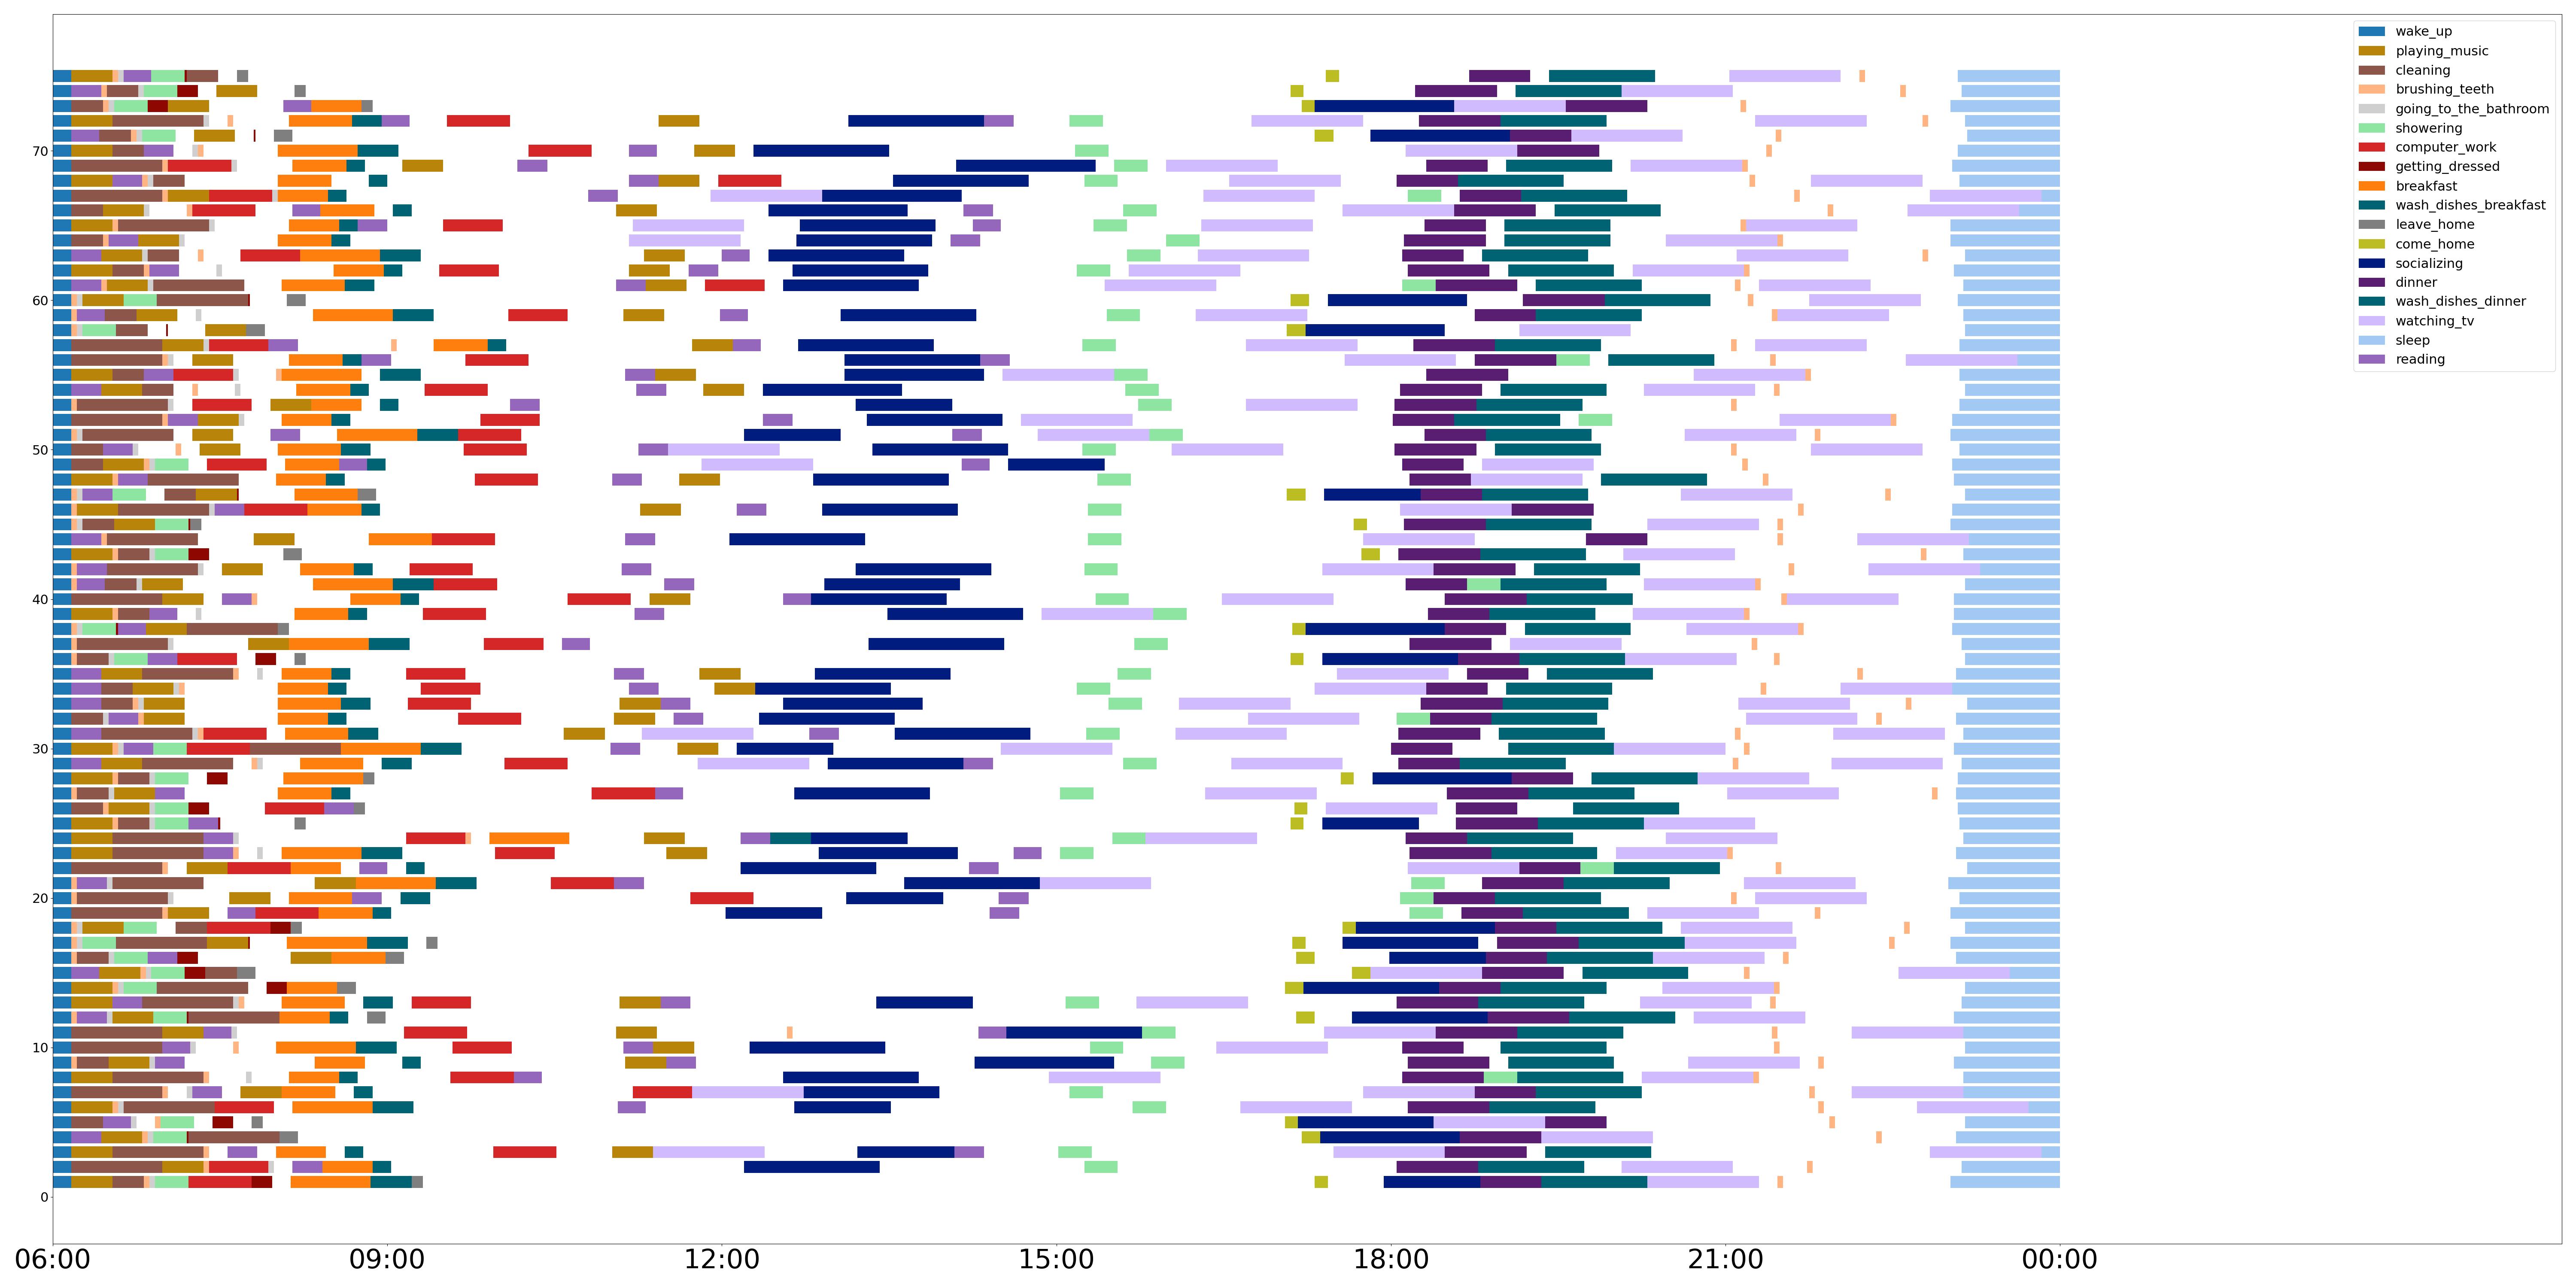 wake_up
playing_music
cleaning
brushing_teeth
going_to_the_bathroom
showering
computer_work
getting_dressed
breakfast
wash_dishes_breakfast
leave_home
come_home
socializing
dinner
wash_dishes_dinner
watching_tv
sleep
reading
70
60
50
40
30
20
10
0
06:00 09:00 12:00 15:00 18:00 21:00 00:00